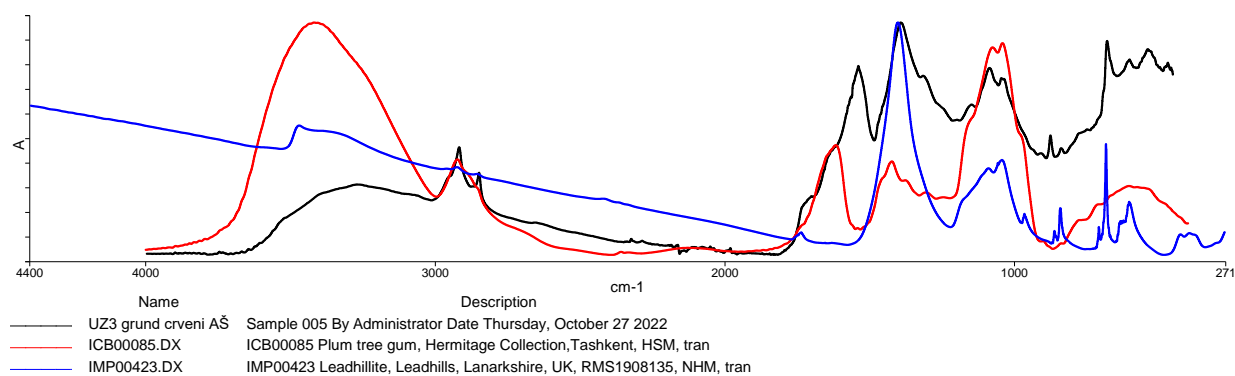 A
4400 4000 3000 2000 1000 271
cm-1
Name Description
UZ3 grund crveni AŠ Sample 005 By Administrator Date Thursday, October 27 2022
ICB00085.DX ICB00085 Plum tree gum, Hermitage Collection,Tashkent, HSM, tran
IMP00423.DX IMP00423 Leadhillite, Leadhills, Lanarkshire, UK, RMS1908135, NHM, tran